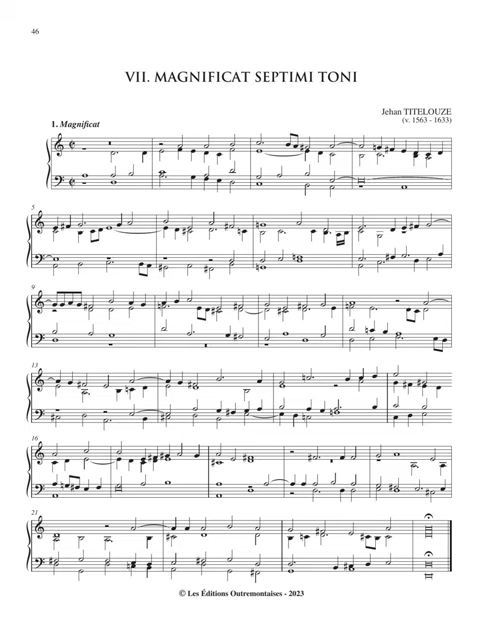 46
VII. MAGNIFICAT SEPTIMI TONI
Jehan TITELOUZE
(v. 1563 - 1633)
1. Magnificat
5
9
13
16
21
© Les Éditions Outremontaises - 2023